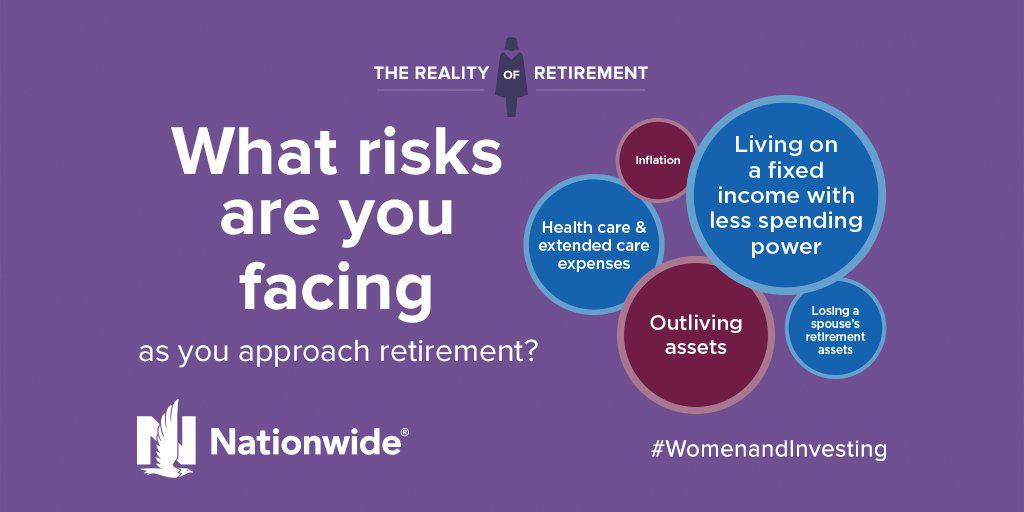 THE REALITY OF RETIREMENT
What risks
are you
facing
as you approach retirement?
Inflation
Living on
a fixed
income with
less spending
power
Health care &
extended care
expenses
Outliving
assets
Losing a
spouse's
retirement
assets
N
Nationwide®
#WomenandInvesting